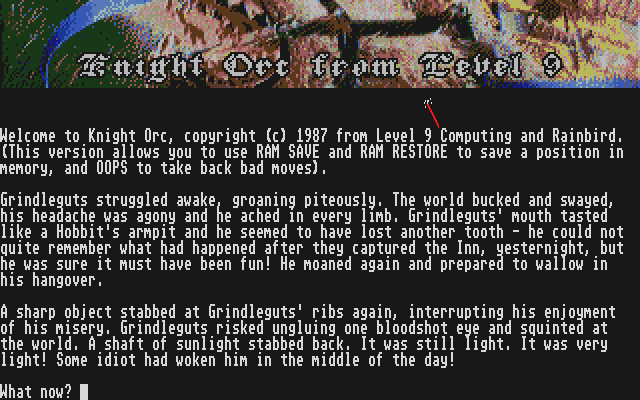 Knight Orc from Level 9
Welcome to Knight Orc, copyright (c) 1987 from Level 9 Computing and Rainbird.
(This version allows you to use RAM SAVE and RAM RESTORE to save a position in
memory, and OOPS to take back bad moves).
Grindleguts struggled awake, groaning piteously. The world bucked and swayed,
his headache was agony and he ached in every limb. Grindleguts' mouth tasted
like a Hobbit's armpit and he seemed to have lost another tooth - he could not
quite remember what had happened after they captured the Inn, yesternight, but
he was sure it must have been fun! He moaned again and prepared to wallow in
his hangover.
A sharp object stabbed at Grindleguts' ribs again, interrupting his enjoyment
of his misery. Grindleguts risked ungluing one bloodshot eye and squinted at
the world. A shaft of sunlight stabbed back. It was still light. It was very
light! Some idiot had woken him in the middle of the day!
What now?